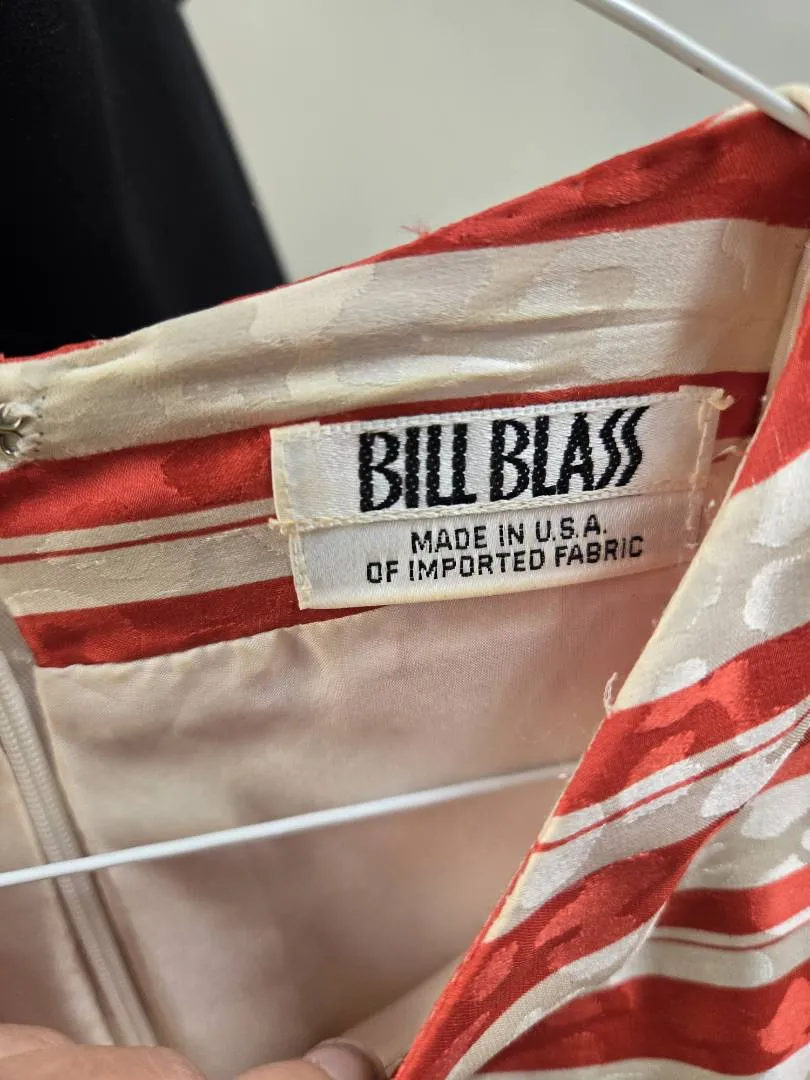 BILL BLASS
MADE IN U.S.A.
OF IMPORTED FABRIC